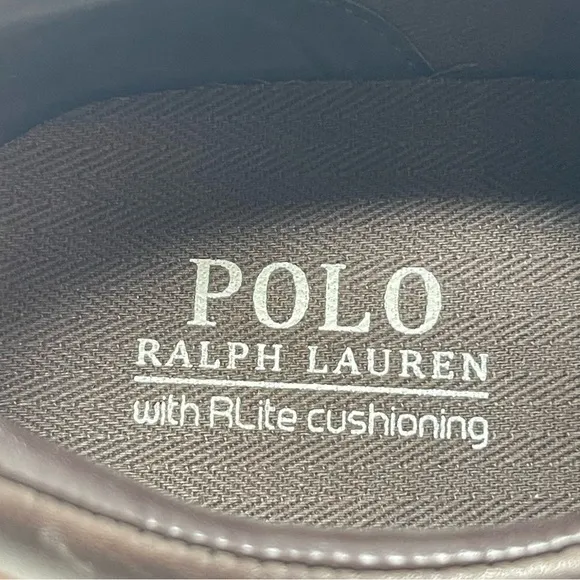 POLO
RALPH LAUREN
with RLite cushioning